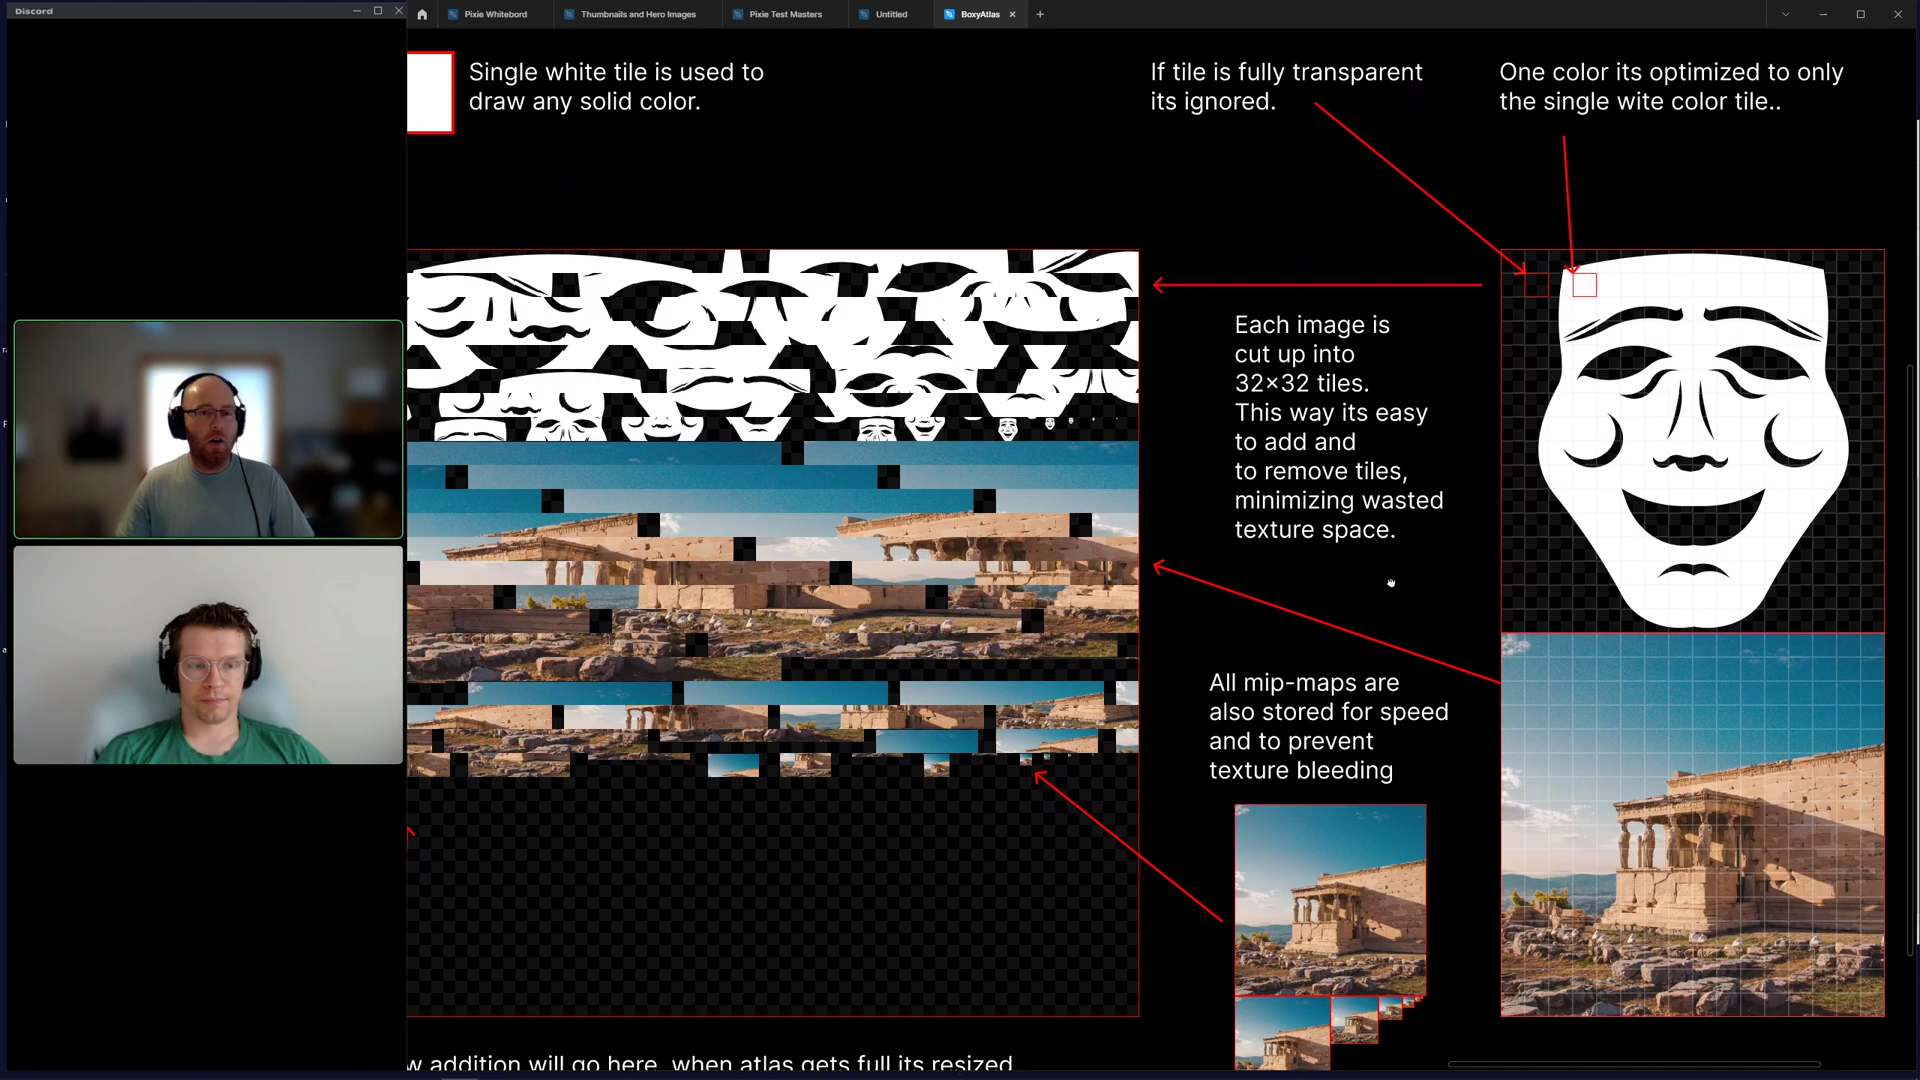 Discord
Pixie Whitebord
Thumbnails and Hero Images
Pixie Test Masters
Untitled
BoxyAtlas
Single white tile is used to
draw any solid color.
If tile is fully transparent
its ignored.
One color its optimized to only
the single wite color tile..
Each image is
cut up into
32×32 tiles.
This way its easy
to add and
to remove tiles,
minimizing wasted
texture space.
All mip-maps are
also stored for speed
and to prevent
texture bleeding
w addition will go here, when atlas gets full its resized